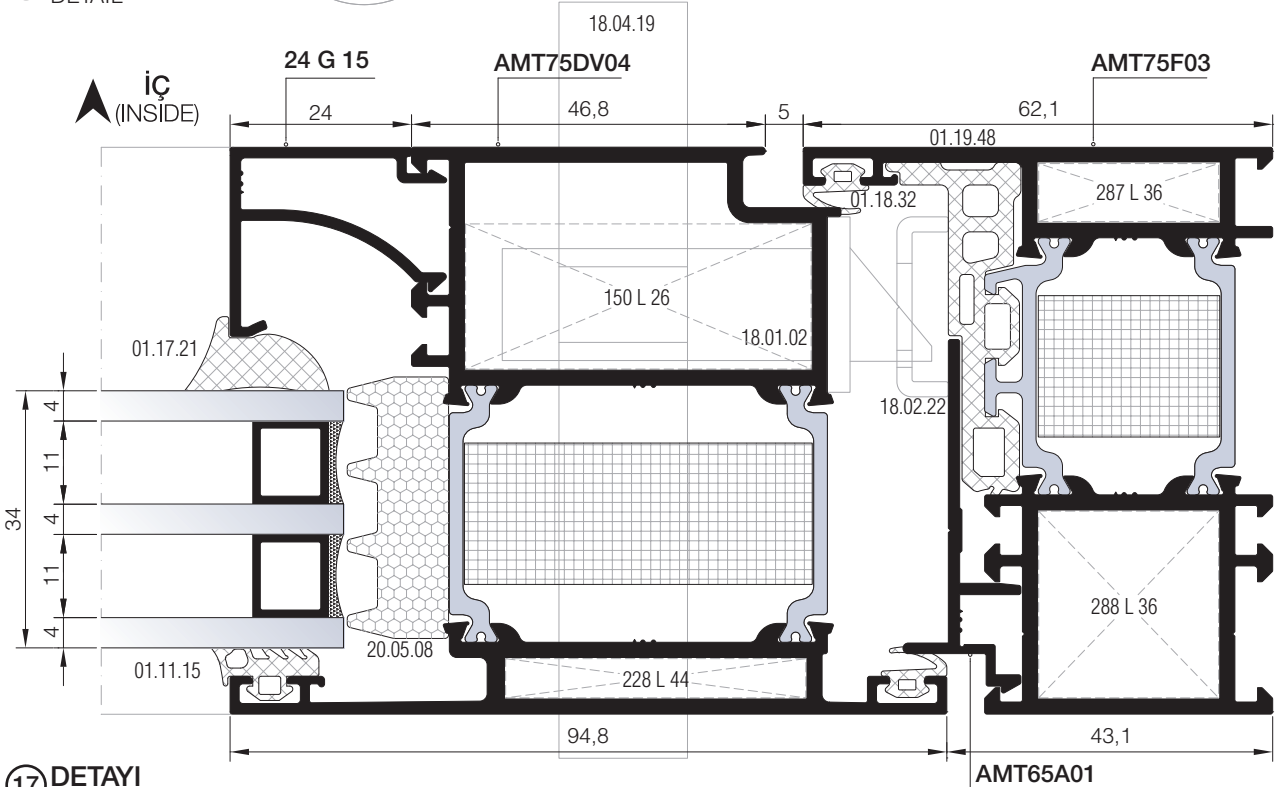 DETAIL
18.04.19
24 G 15
AMT75DV04
AMT75F03
İÇ
(INSIDE)
24
46,8
5
62,1
01.19.48
287 L 36
01.18.32
150 L 26
18.01.02
01.17.21
18.02.22
4
11
4
11
4
34
288 L 36
20.05.08
01.11.15
228 L 44
94,8
43,1
17 DETAYI
AMT65A01